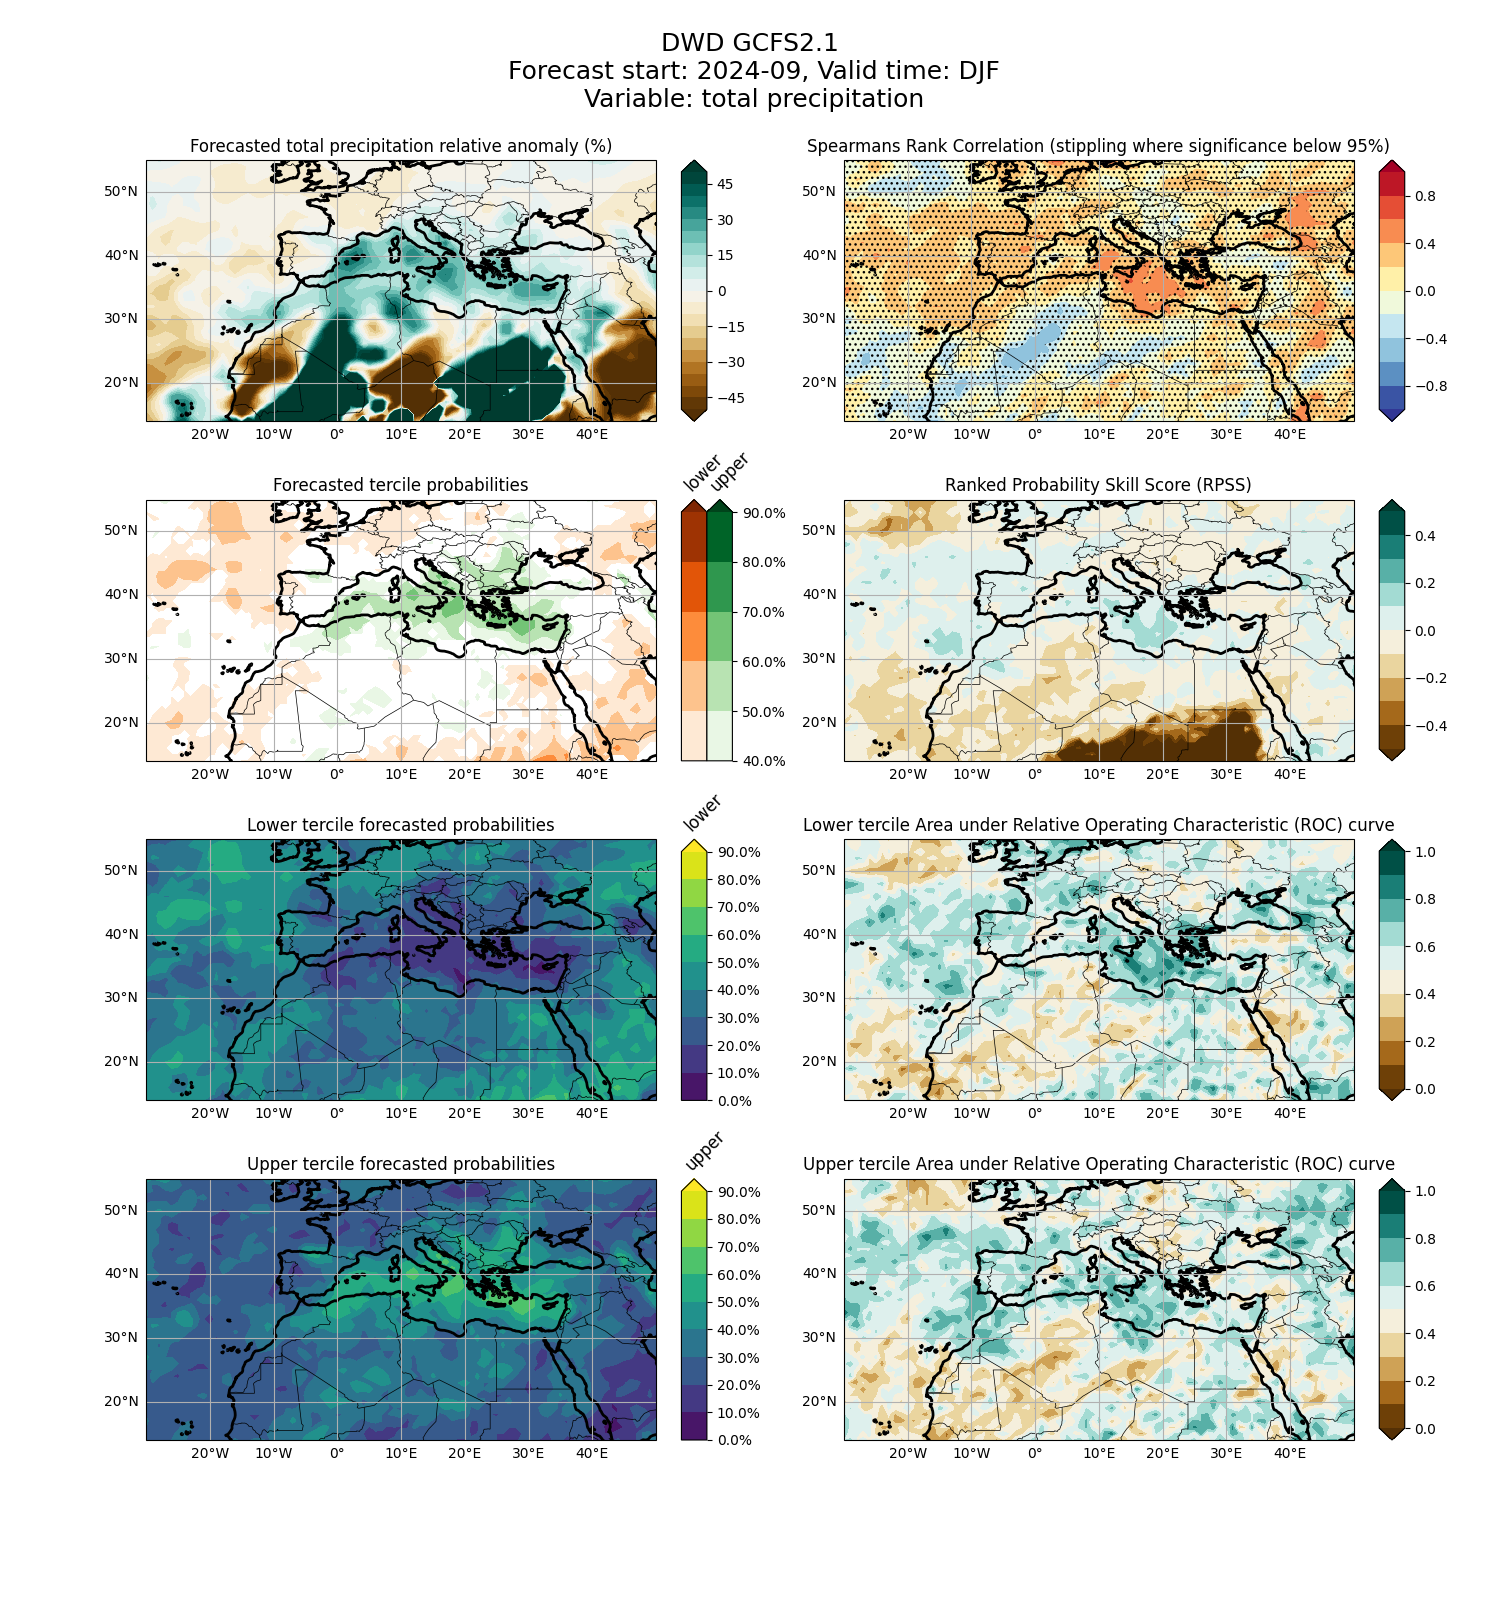 DWD GCFS2.1
Forecast start: 2024-09, Valid time: DJF
Variable: total precipitation
Forecasted total precipitation relative anomaly (%)
50°N
40°N
30°N
20°N
20°W 10°W 0° 10°E 20°E 30°E 40°E
45
30
15
0
−15
−30
−45
Spearmans Rank Correlation (stippling where significance below 95%)
50°N
40°N
30°N
20°N
20°W 10°W 0° 10°E 20°E 30°E 40°E
0.8
0.4
0.0
−0.4
−0.8
Forecasted tercile probabilities
50°N
40°N
30°N
20°N
20°W 10°W 0° 10°E 20°E 30°E 40°E
lower
upper
90.0%
80.0%
70.0%
60.0%
50.0%
40.0%
Ranked Probability Skill Score (RPSS)
50°N
40°N
30°N
20°N
20°W 10°W 0° 10°E 20°E 30°E 40°E
0.4
0.2
0.0
−0.2
−0.4
Lower tercile forecasted probabilities
50°N
40°N
30°N
20°N
20°W 10°W 0° 10°E 20°E 30°E 40°E
lower
90.0%
80.0%
70.0%
60.0%
50.0%
40.0%
30.0%
20.0%
10.0%
0.0%
Lower tercile Area under Relative Operating Characteristic (ROC) curve
50°N
40°N
30°N
20°N
20°W 10°W 0° 10°E 20°E 30°E 40°E
1.0
0.8
0.6
0.4
0.2
0.0
Upper tercile forecasted probabilities
50°N
40°N
30°N
20°N
20°W 10°W 0° 10°E 20°E 30°E 40°E
upper
90.0%
80.0%
70.0%
60.0%
50.0%
40.0%
30.0%
20.0%
10.0%
0.0%
Upper tercile Area under Relative Operating Characteristic (ROC) curve
50°N
40°N
30°N
20°N
20°W 10°W 0° 10°E 20°E 30°E 40°E
1.0
0.8
0.6
0.4
0.2
0.0